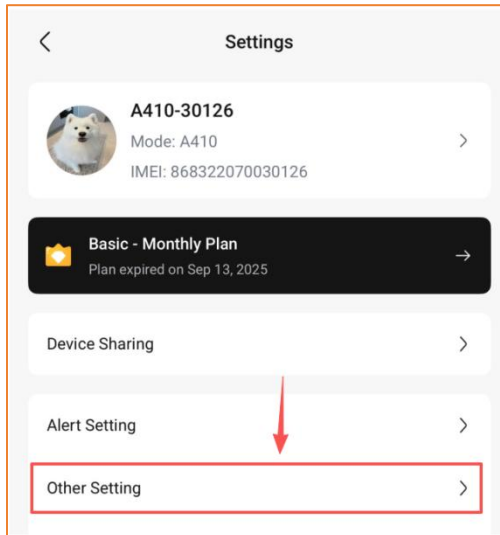 Settings
A410-30126
Mode: A410
IMEI: 868322070030126
Basic - Monthly Plan
Plan expired on Sep 13, 2025
Device Sharing
Alert Setting
Other Setting